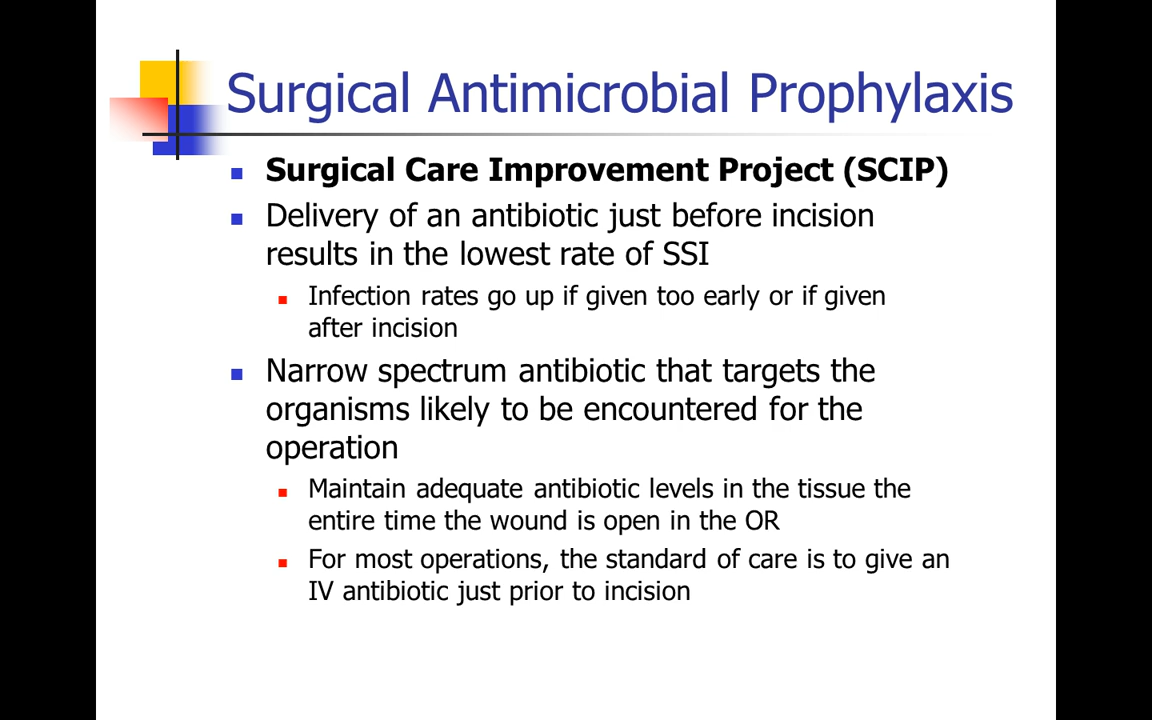 Surgical Antimicrobial Prophylaxis
Surgical Care Improvement Project (SCIP)
Delivery of an antibiotic just before incision
results in the lowest rate of SSI
Infection rates go up if given too early or if given
after incision
Narrow spectrum antibiotic that targets the
organisms likely to be encountered for the
operation
Maintain adequate antibiotic levels in the tissue the
entire time the wound is open in the OR
For most operations, the standard of care is to give an
IV antibiotic just prior to incision